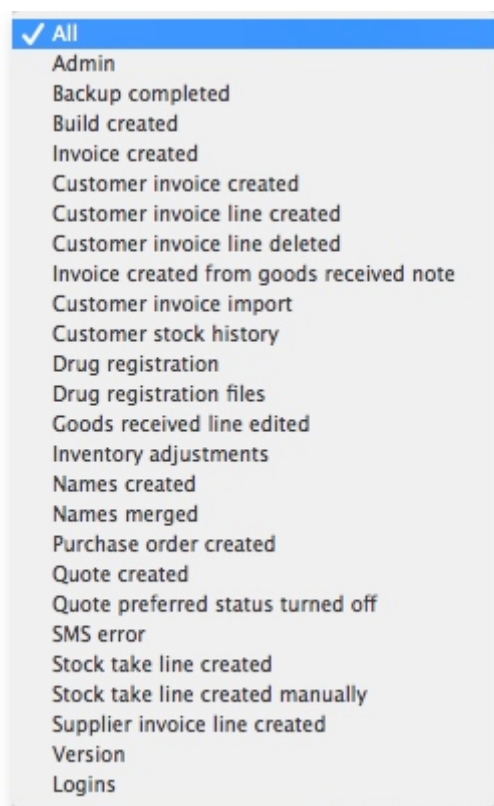 All
Admin
Backup completed
Build created
Invoice created
Customer invoice created
Customer invoice line created
Customer invoice line deleted
Invoice created from goods received note
Customer invoice import
Customer stock history
Drug registration
Drug registration files
Goods received line edited
Inventory adjustments
Names created
Names merged
Purchase order created
Quote created
Quote preferred status turned off
SMS error
Stock take line created
Stock take line created manually
Supplier invoice line created
Version
Logins